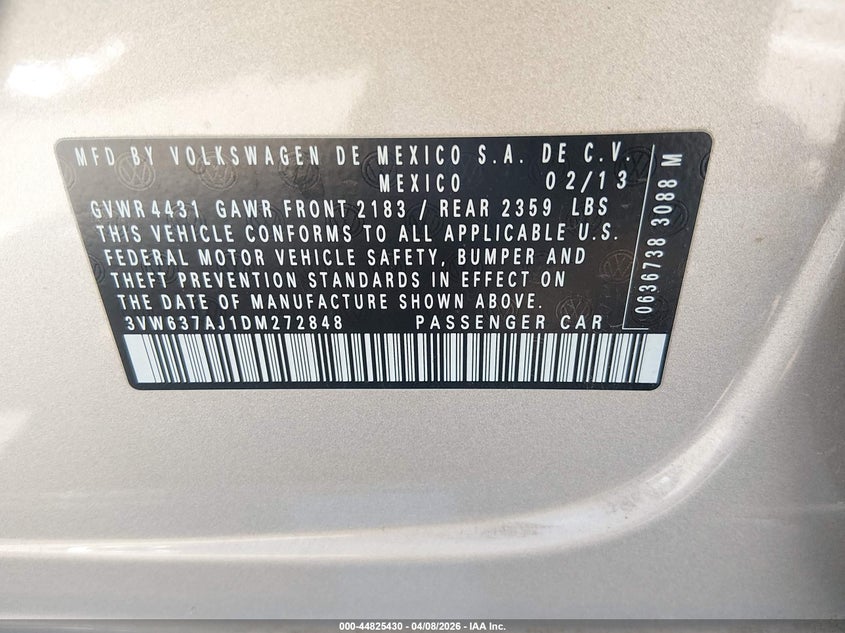 MFD BY VOLKSWAGEN DE MEXICO S.A. DE C.V.
MEXICO 02/13
GVWR 4431 GAWR FRONT 2183 / REAR 2359 LBS
THIS VEHICLE CONFORMS TO ALL APPLICABLE U.S.
FEDERAL MOTOR VEHICLE SAFETY, BUMPER AND
THEFT PREVENTION STANDARDS IN EFFECT ON
THE DATE OF MANUFACTURE SHOWN ABOVE.
3VW637AJ1DM272848 PASSENGER CAR
0636738 3088 M
000-44825430 | 04/08/2026 - IAA Inc.